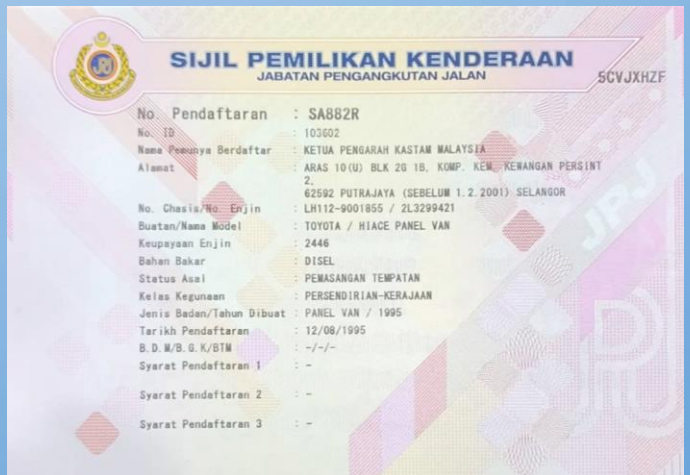 SIJIL PEMILIKAN KENDERAAN
JABATAN PENGANGKUTAN JALAN
5CVJXHZF
No. Pendaftaran : SA882R
No. ID : 103602
Nama Pemunya Berdaftar : KETUA PENGARAH KASTAM MALAYSIA
Alamat : ARAS 10(U) BLK 2G 1B, KOMP. KEM. KEWANGAN PERSINT
2,
62592 PUTRAJAYA (SEBELUM 1.2.2001) SELANGOR
No. Chasis/No. Enjin : LH112-9001855 / 2L3299421
Buatan/Nama Model : TOYOTA / HIACE PANEL VAN
Keupayaan Enjin : 2446
Bahan Bakar : DISEL
Status Asal : PEMASANGAN TEMPATAN
Kelas Kegunaan : PERSENDIRIAN-KERAJAAN
Jenis Badan/Tahun Dibuat : PANEL VAN / 1995
Tarikh Pendaftaran : 12/08/1995
B.D.M/B.G.K/BTM : -/-/-
Syarat Pendaftaran 1 : -
Syarat Pendaftaran 2 : -
Syarat Pendaftaran 3 : -
JPJ